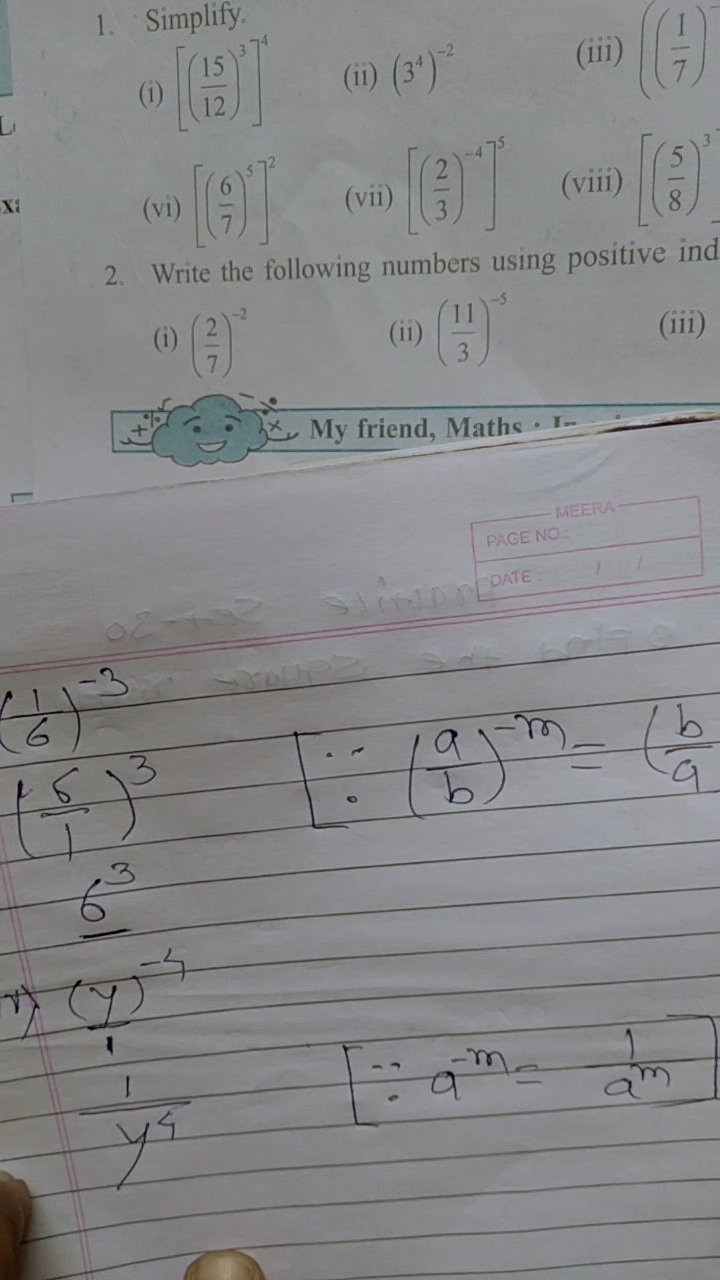 1. Simplify.
(i) [(15/12)^3]^4 (ii) (3^4)^-2 (iii) ((1/7)^-
(vi) [(6/7)^5]^2 (vii) [(2/3)^-4]^5 (viii) [(5/8)^3
2. Write the following numbers using positive ind
(i) (2/7)^-2 (ii) (11/3)^-5 (iii)
My friend, Maths :
MEERA
PAGE NO.:
DATE : / /
(1/6)^-3
(6/1)^3 [∵ (a/b)^-m = (b/a
6^3
(y)^-4
1
1/y^4 [∵ a^-m = 1/a^m]